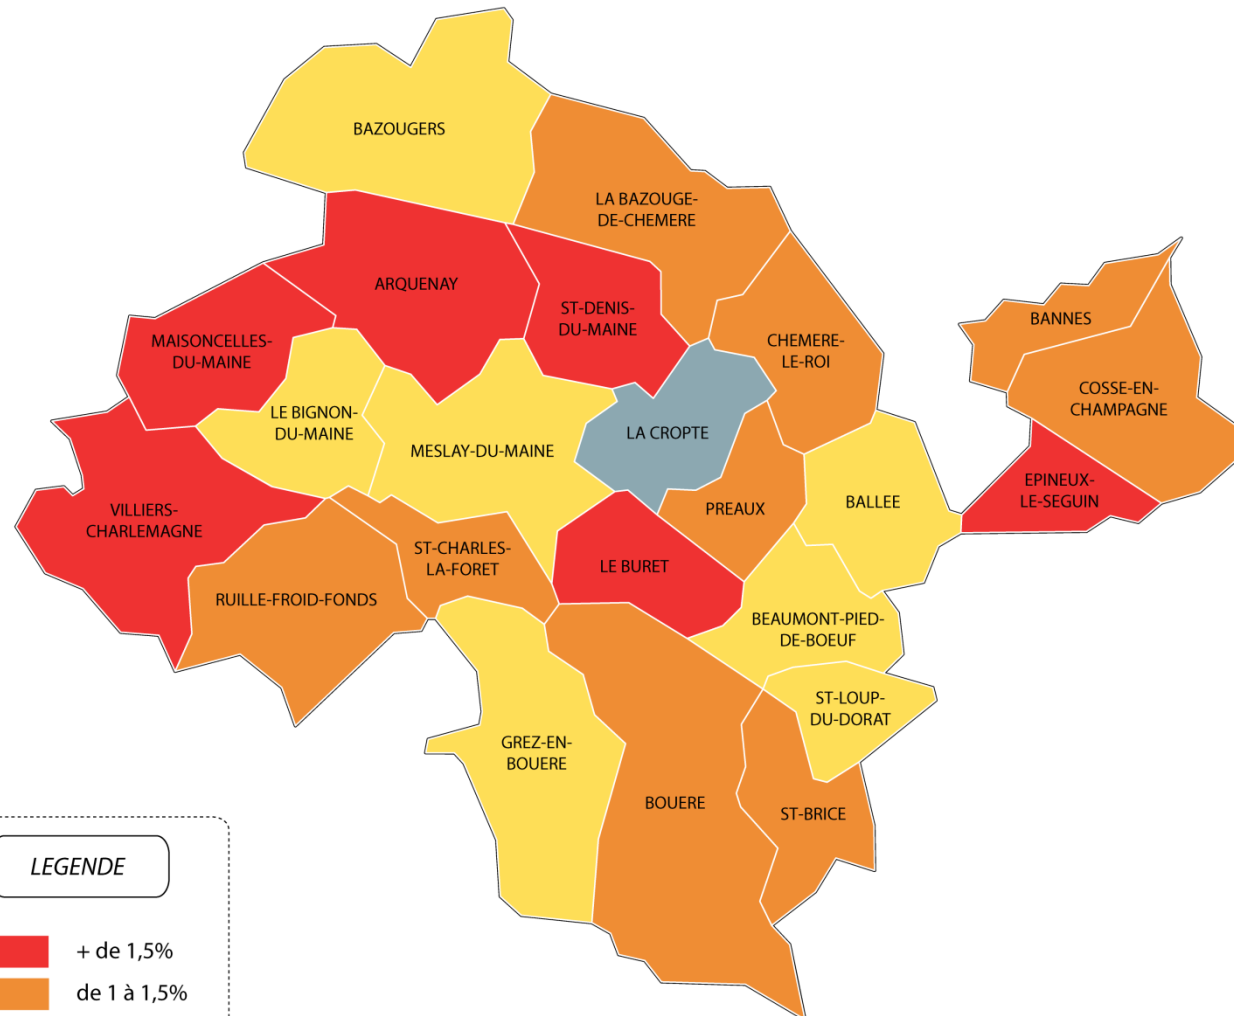 BAZOUGERS
LA BAZOUGE-
DE-CHEMERE
ARQUENAY
ST-DENIS-
DU-MAINE
BANNES
MAISONCELLES-
DU-MAINE
CHEMERE-
LE-ROI
COSSE-EN-
CHAMPAGNE
LE BIGNON-
DU-MAINE
LA CROPTE
MESLAY-DU-MAINE
EPINEUX-
LE-SEGUIN
BALLEE
PREAUX
VILLIERS-
CHARLEMAGNE
ST-CHARLES-
LA-FORET
LE BURET
RUILLE-FROID-FONDS
BEAUMONT-PIED-
DE-BOEUF
ST-LOUP-
DU-DORAT
GREZ-EN-
BOUERE
BOUERE
ST-BRICE
LEGENDE
+ de 1,5%
de 1 à 1,5%